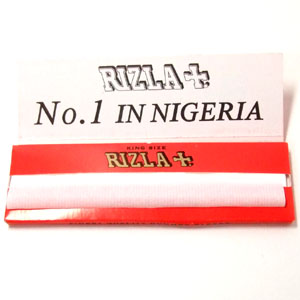 RIZLA+
No.1 IN NIGERIA
KING SIZE
RIZLA+